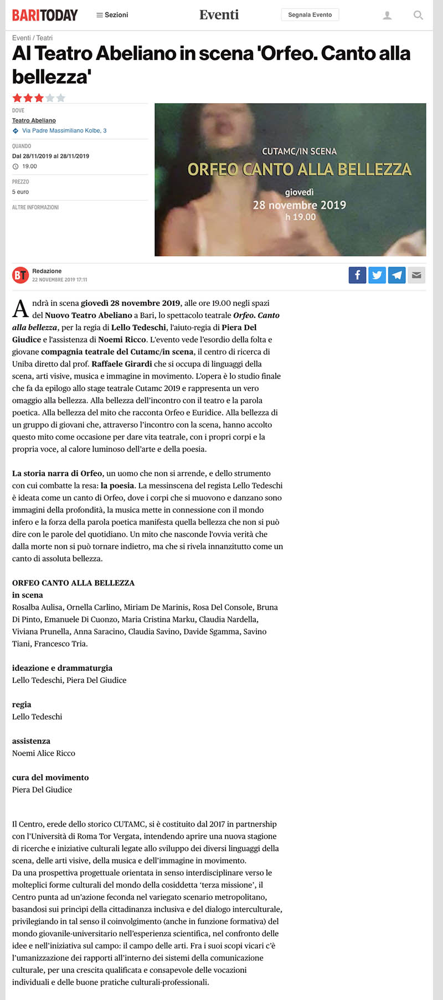 BARITODAY
Sezioni
Eventi
Segnala Evento
Eventi / Teatri
Al Teatro Abeliano in scena 'Orfeo. Canto alla
bellezza'
DOVE
Teatro Abeliano
Via Padre Massimiliano Kolbe, 3
QUANDO
Dal 28/11/2019 al 28/11/2019
19.00
PREZZO
5 euro
ALTRE INFORMAZIONI
CUTAMC/IN SCENA
ORFEO CANTO ALLA BELLEZZA
giovedì
28 novembre 2019
h 19.00
BT
Redazione
22 NOVEMBRE 2019 17:11
Andrà in scena giovedì 28 novembre 2019, alle ore 19.00 negli spazi
del Nuovo Teatro Abeliano a Bari, lo spettacolo teatrale Orfeo. Canto
alla bellezza, per la regia di Lello Tedeschi, l'aiuto-regia di Piera Del
Giudice e l'assistenza di Noemi Ricco. L'evento vede l’esordio della folta e
giovane compagnia teatrale del Cutamc/in scena, il centro di ricerca di
Uniba diretto dal prof. Raffaele Girardi che si occupa di linguaggi della
scena, arti visive, musica e immagine in movimento. L’opera è lo studio finale
che fa da epilogo allo stage teatrale Cutamc 2019 e rappresenta un vero
omaggio alla bellezza. Alla bellezza dell’incontro con il teatro e la parola
poetica. Alla bellezza del mito che racconta Orfeo e Euridice. Alla bellezza di
un gruppo di giovani che, attraverso l’incontro con la scena, hanno accolto
questo mito come occasione per dare vita teatrale, con i propri corpi e la
propria voce, al calore luminoso dell’arte e della poesia.
La storia narra di Orfeo, un uomo che non si arrende, e dello strumento
con cui combatte la resa: la poesia. La messinscena del regista Lello Tedeschi
è ideata come un canto di Orfeo, dove i corpi che si muovono e danzano sono
immagini della profondità, la musica mette in connessione con il mondo
infero e la forza della parola poetica manifesta quella bellezza che non si può
dire con le parole del quotidiano. Un mito che nasconde l'ovvia verità che
dalla morte non si può tornare indietro, ma che si rivela innanzitutto come un
canto di assoluta bellezza.
ORFEO CANTO ALLA BELLEZZA
in scena
Rosalba Aulisa, Ornella Carlino, Miriam De Marinis, Rosa Del Console, Bruna
Di Pinto, Emanuele Di Cuonzo, Maria Cristina Marku, Claudia Nardella,
Viviana Prunella, Anna Saracino, Claudia Savino, Davide Sgamma, Savino
Tiani, Francesco Tria.
ideazione e drammaturgia
Lello Tedeschi, Piera Del Giudice
regia
Lello Tedeschi
assistenza
Noemi Alice Ricco
cura del movimento
Piera Del Giudice
Il Centro, erede dello storico CUTAMC, si è costituito dal 2017 in partnership
con l’Università di Roma Tor Vergata, intendendo aprire una nuova stagione
di ricerche e iniziative culturali legate allo sviluppo dei diversi linguaggi della
scena, delle arti visive, della musica e dell’immagine in movimento.
Da una prospettiva progettuale orientata in senso interdisciplinare verso le
molteplici forme culturali del mondo della cosiddetta ‘terza missione’, il
Centro punta ad un’azione feconda nel variegato scenario metropolitano,
basandosi sui princìpi della cittadinanza inclusiva e del dialogo interculturale,
privilegiando in tal senso il coinvolgimento (anche in funzione formativa) del
mondo giovanile-universitario nell’esperienza scientifica, nel confronto delle
idee e nell’iniziativa sul campo: il campo delle arti. Fra i suoi scopi vicari c’è
l’umanizzazione dei rapporti all’interno dei sistemi della comunicazione
culturale, per una crescita qualificata e consapevole delle vocazioni
individuali e delle buone pratiche culturali-professionali.